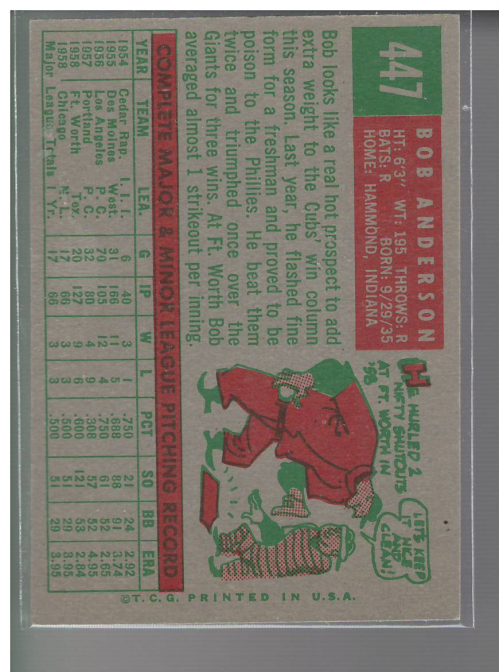 447
BOB ANDERSON
HT: 6'3" WT: 195 THROWS: R
BATS: R BORN: 9/29/35
HOME: HAMMOND, INDIANA
Bob looks like a real hot prospect to add
extra weight to the Cubs' win column
this season. Last year, he flashed fine
form for a freshman and proved to be
poison to the Phillies. He beat them
twice and triumphed once over the
Giants for three wins. At Ft. Worth Bob
averaged almost 1 strikeout per inning.
HE HURLED 2
NIFTY SHUTOUTS
AT FT. WORTH IN
'58
LET'S KEEP
IT NICE
AND
CLEAN!
COMPLETE MAJOR & MINOR LEAGUE PITCHING RECORD
YEAR TEAM LEA G IP W L PCT SO BB ERA
1954 Cedar Rap. I. I. I. 6 40 3 1 .750 21 24 2.92
1955 Des Moines West. 31 166 11 5 .688 88 91 3.74
1956 Los Angeles P. C. 70 105 12 4 .750 61 52 2.65
1957 Portland P. C. 32 80 4 9 .308 57 52 4.95
1958 Ft. Worth Tex. 20 127 9 6 .600 121 53 2.84
1958 Chicago N. L. 17 66 3 3 .500 51 29 3.95
Major League Totals 1 Yr. 17 66 3 3 .500 51 29 3.95
©T.C.G. PRINTED IN U.S.A.